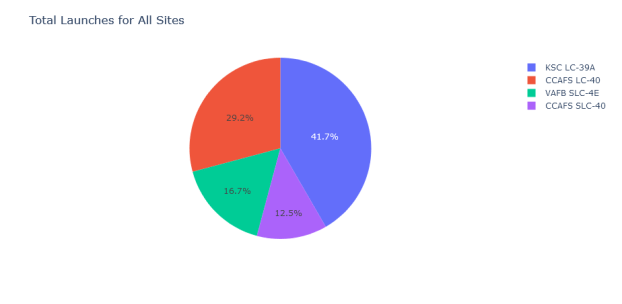 Total Launches for All Sites
KSC LC-39A
CCAFS LC-40
VAFB SLC-4E
CCAFS SLC-40
29.2%
41.7%
16.7%
12.5%